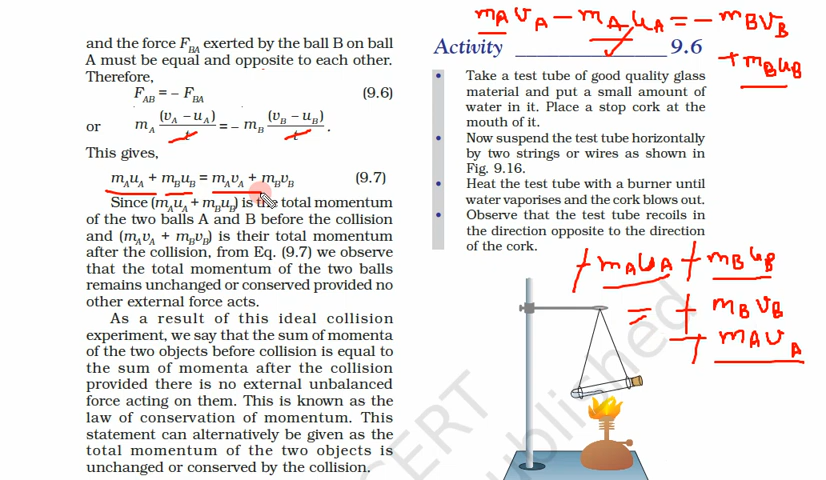 and the force F_BA exerted by the ball B on ball
A must be equal and opposite to each other.
Therefore,
F_AB = – F_BA (9.6)
or m_A (v_A – u_A)/t = – m_B (v_B – u_B)/t .
This gives,
m_A u_A + m_B u_B = m_A v_A + m_B v_B (9.7)
Since (m_A u_A + m_B u_B) is the total momentum
of the two balls A and B before the collision
and (m_A v_A + m_B v_B) is their total momentum
after the collision, from Eq. (9.7) we observe
that the total momentum of the two balls
remains unchanged or conserved provided no
other external force acts.
As a result of this ideal collision
experiment, we say that the sum of momenta
of the two objects before collision is equal to
the sum of momenta after the collision
provided there is no external unbalanced
force acting on them. This is known as the
law of conservation of momentum. This
statement can alternatively be given as the
total momentum of the two objects is
unchanged or conserved by the collision.
m_A v_A – m_A u_A = – m_B v_B
+ m_B u_B
Activity 9.6
• Take a test tube of good quality glass
material and put a small amount of
water in it. Place a stop cork at the
mouth of it.
• Now suspend the test tube horizontally
by two strings or wires as shown in
Fig. 9.16.
• Heat the test tube with a burner until
water vaporises and the cork blows out.
• Observe that the test tube recoils in
the direction opposite to the direction
of the cork.
+ m_A u_A + m_B u_B
= + m_B v_B
+ m_A v_A
CERT
ublished